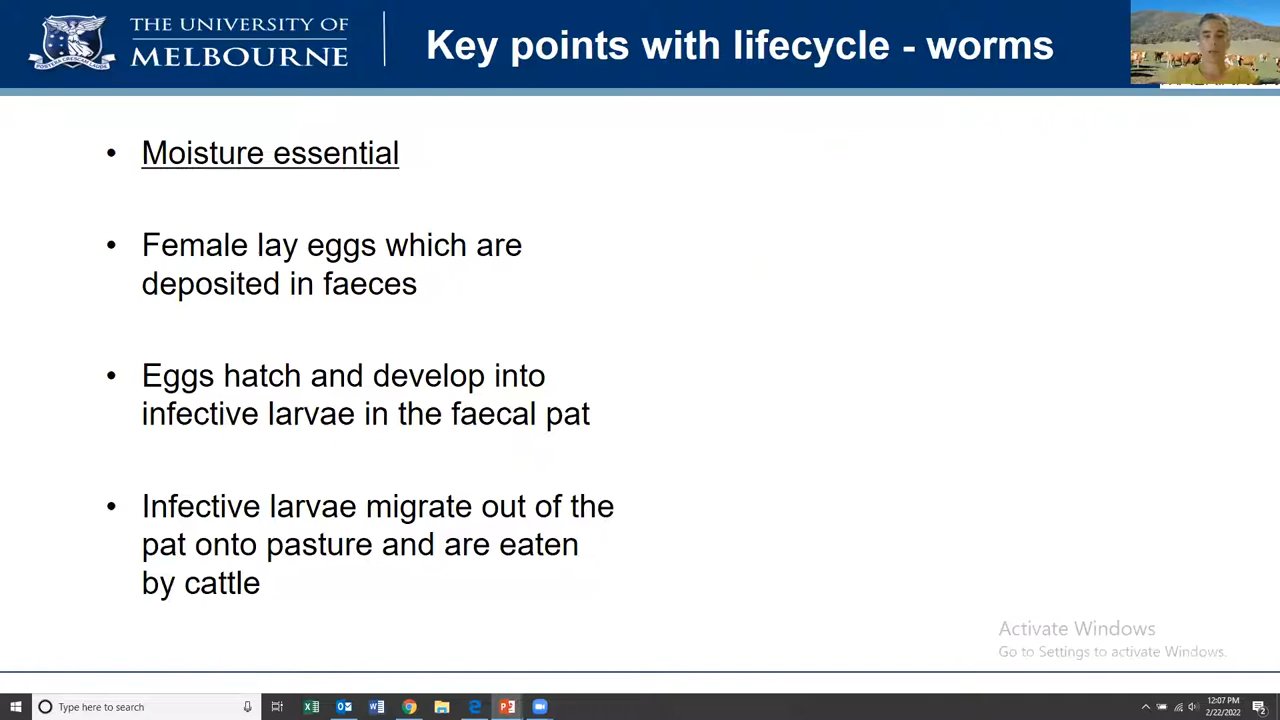 THE UNIVERSITY OF
MELBOURNE
Key points with lifecycle - worms
• Moisture essential
• Female lay eggs which are
deposited in faeces
• Eggs hatch and develop into
infective larvae in the faecal pat
• Infective larvae migrate out of the
pat onto pasture and are eaten
by cattle
Activate Windows
Go to Settings to activate Windows.
Type here to search
12:07 PM
2/22/2022